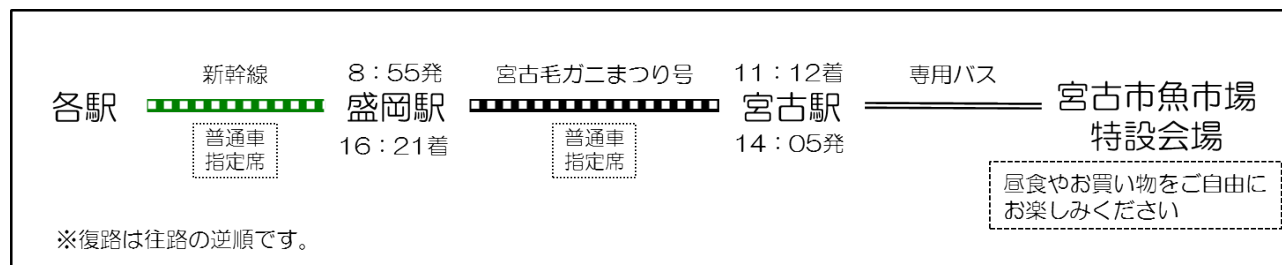 新幹線
8：55発
宮古毛ガニまつり号
11：12着
専用バス
各駅
盛岡駅
宮古駅
宮古市魚市場
特設会場
普通車
指定席
16：21着
普通車
指定席
14：05発
昼食やお買い物をご自由に
お楽しみください
※復路は往路の逆順です。